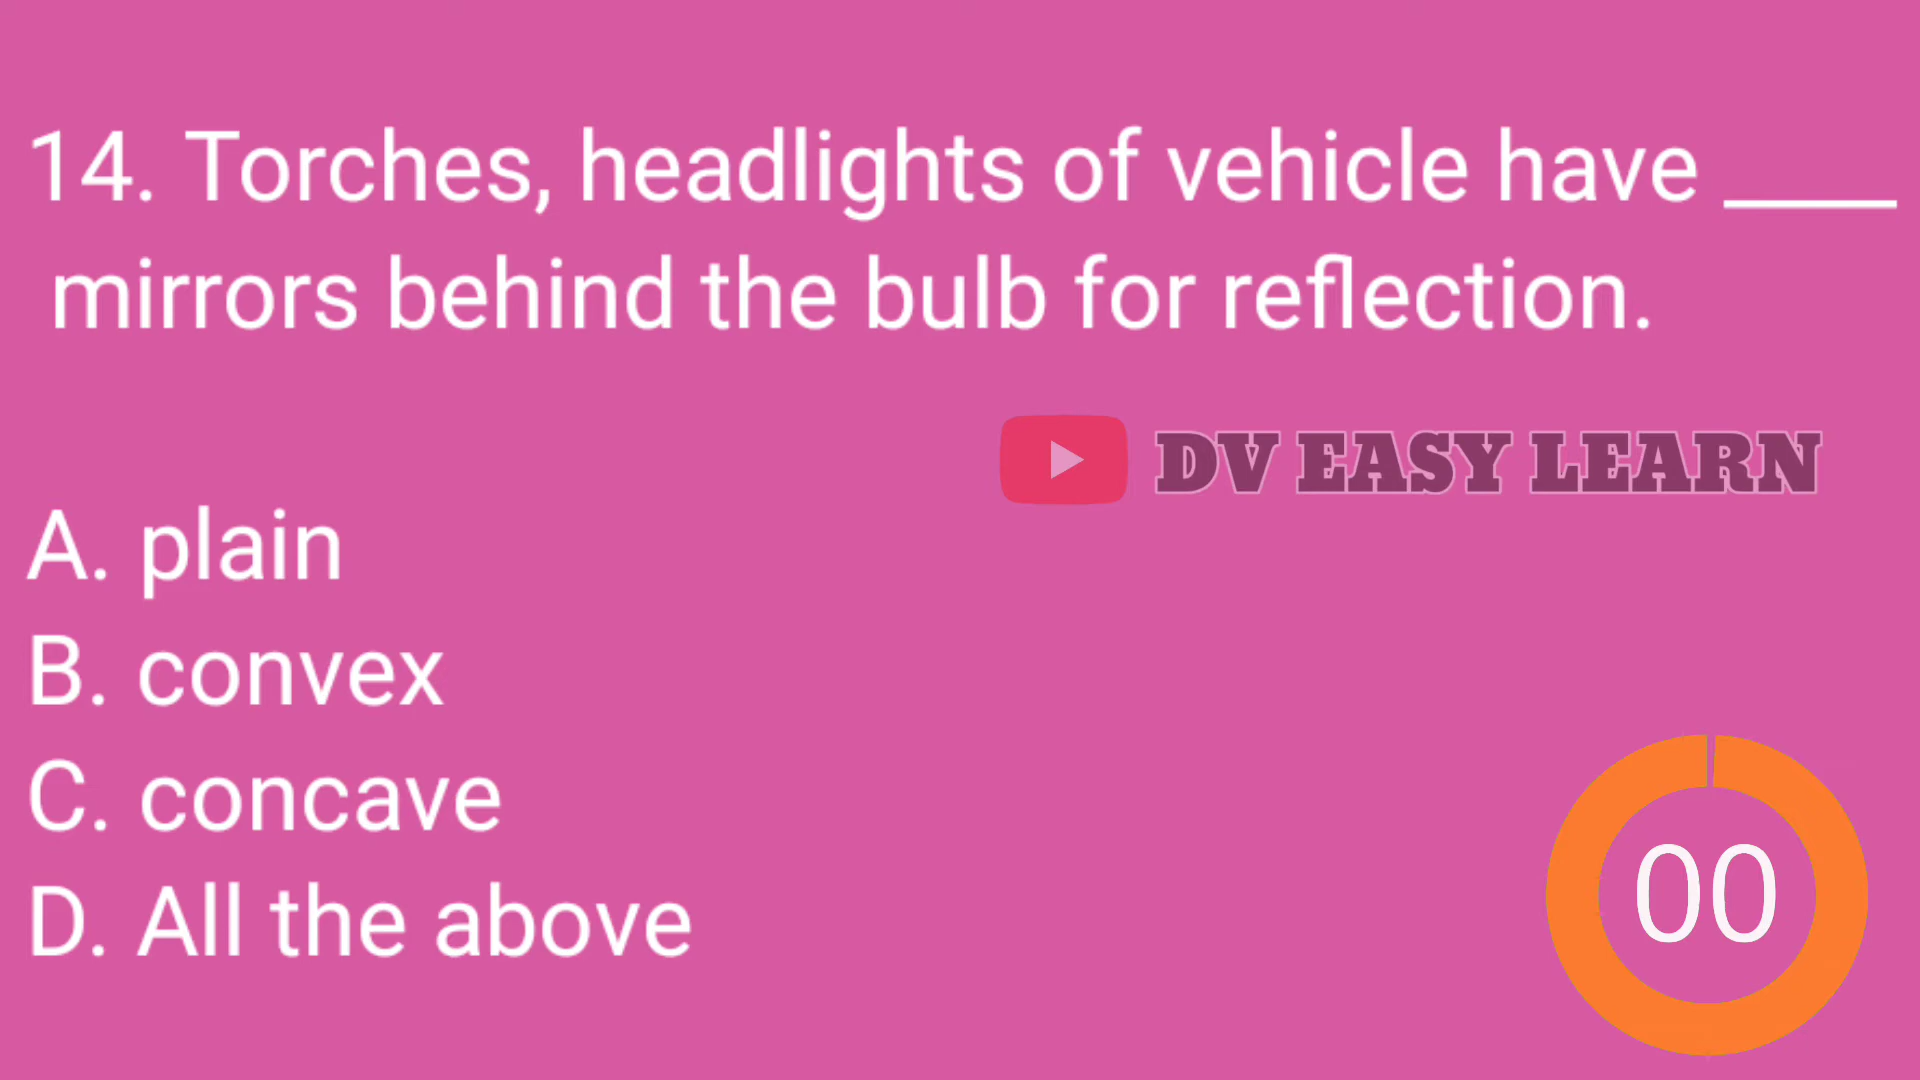 14. Torches, headlights of vehicle have ____
mirrors behind the bulb for reflection.
DV EASY LEARN
A. plain
B. convex
C. concave
D. All the above
00